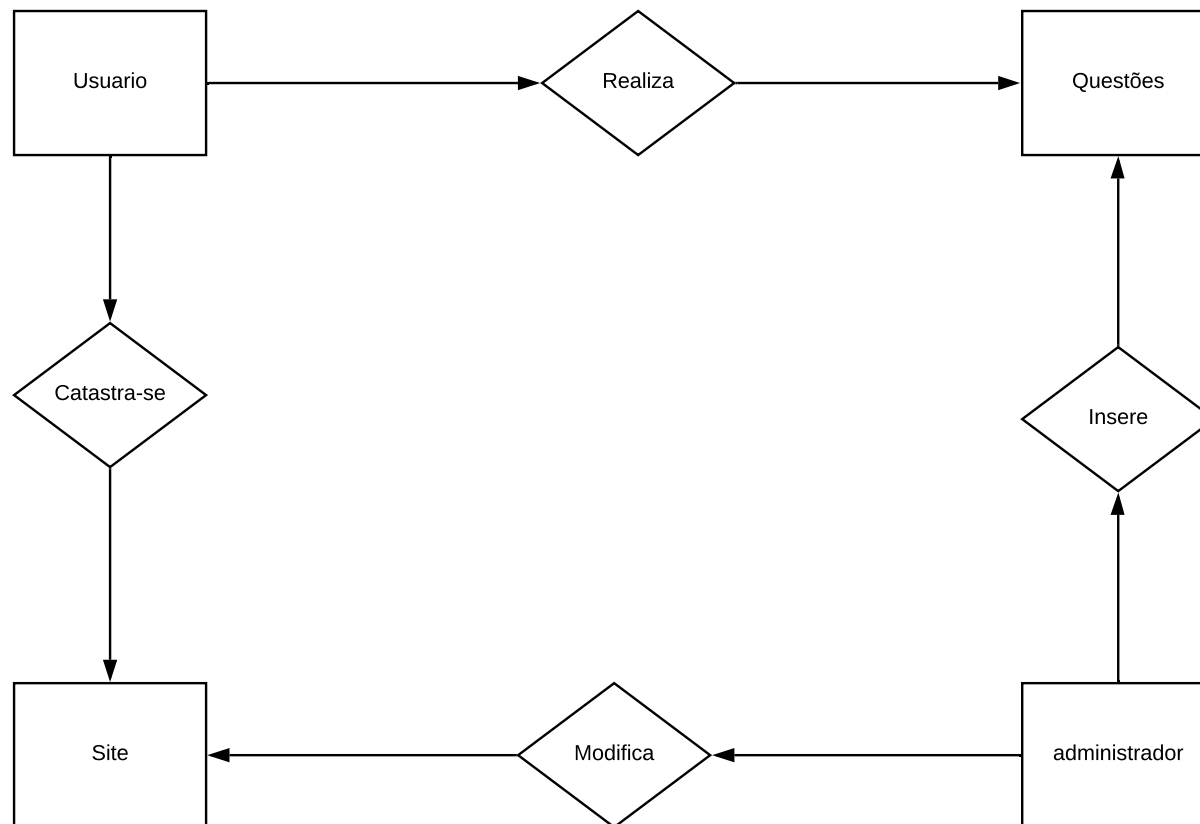 Usuario
Realiza
Questões
Catastra-se
Insere
Site
Modifica
administrador